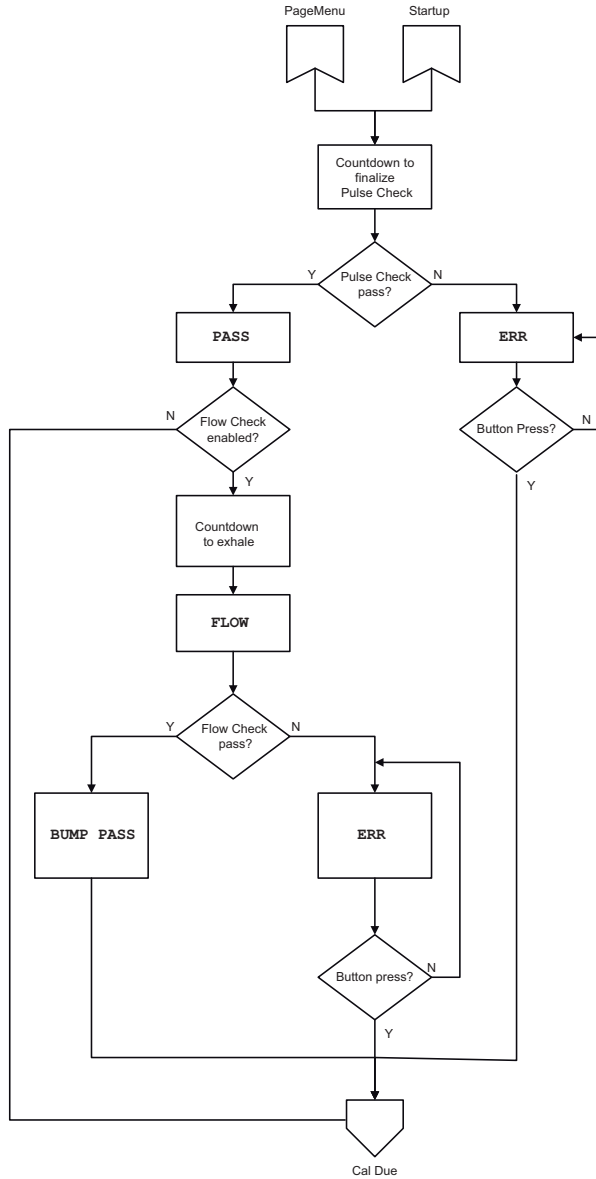 PageMenu
Startup
Countdown to
finalize
Pulse Check
Pulse Check
pass?
Y
N
PASS
ERR
Flow Check
enabled?
N
Y
Button Press?
N
Y
Countdown
to exhale
FLOW
Flow Check
pass?
Y
N
BUMP PASS
ERR
Button press?
N
Y
Cal Due